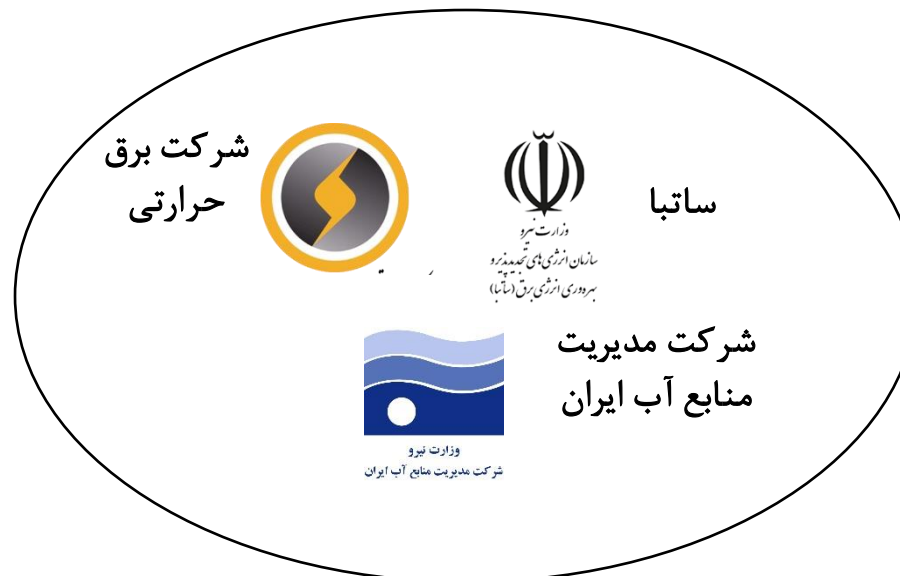 ساتبا
وزارت نیرو
سازمان انرژی‌های تجدیدپذیر و
بهره‌وری انرژی برق (ساتبا)
شرکت برق
حرارتی
شرکت مدیریت
منابع آب ایران
وزارت نیرو
شرکت مدیریت منابع آب ایران